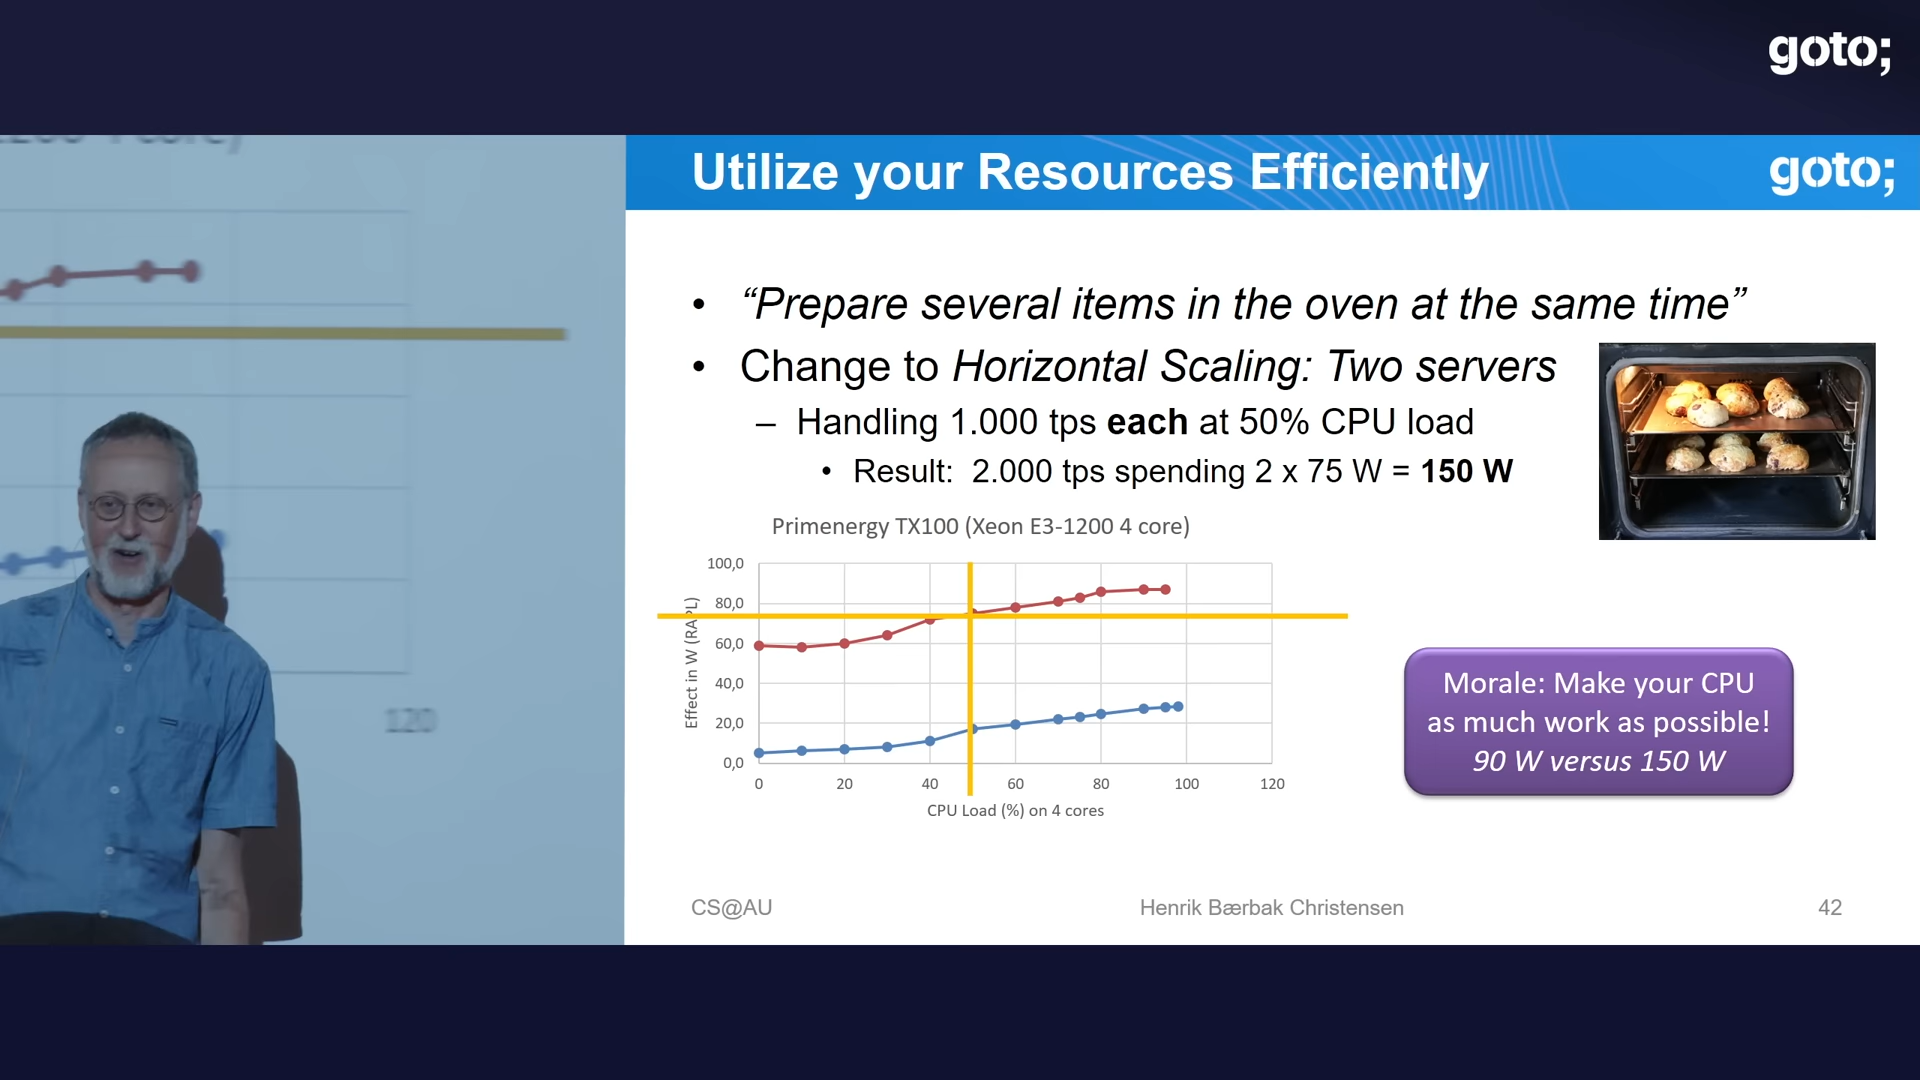 goto;
Utilize your Resources Efficiently
goto;
• “Prepare several items in the oven at the same time”
• Change to Horizontal Scaling: Two servers
– Handling 1.000 tps each at 50% CPU load
• Result: 2.000 tps spending 2 x 75 W = 150 W
Primenergy TX100 (Xeon E3-1200 4 core)
Effect in W (RAPL)
100,0
80,0
60,0
40,0
20,0
0,0
0 20 40 60 80 100 120
CPU Load (%) on 4 cores
Morale: Make your CPU
as much work as possible!
90 W versus 150 W
CS@AU Henrik Bærbak Christensen 42
120